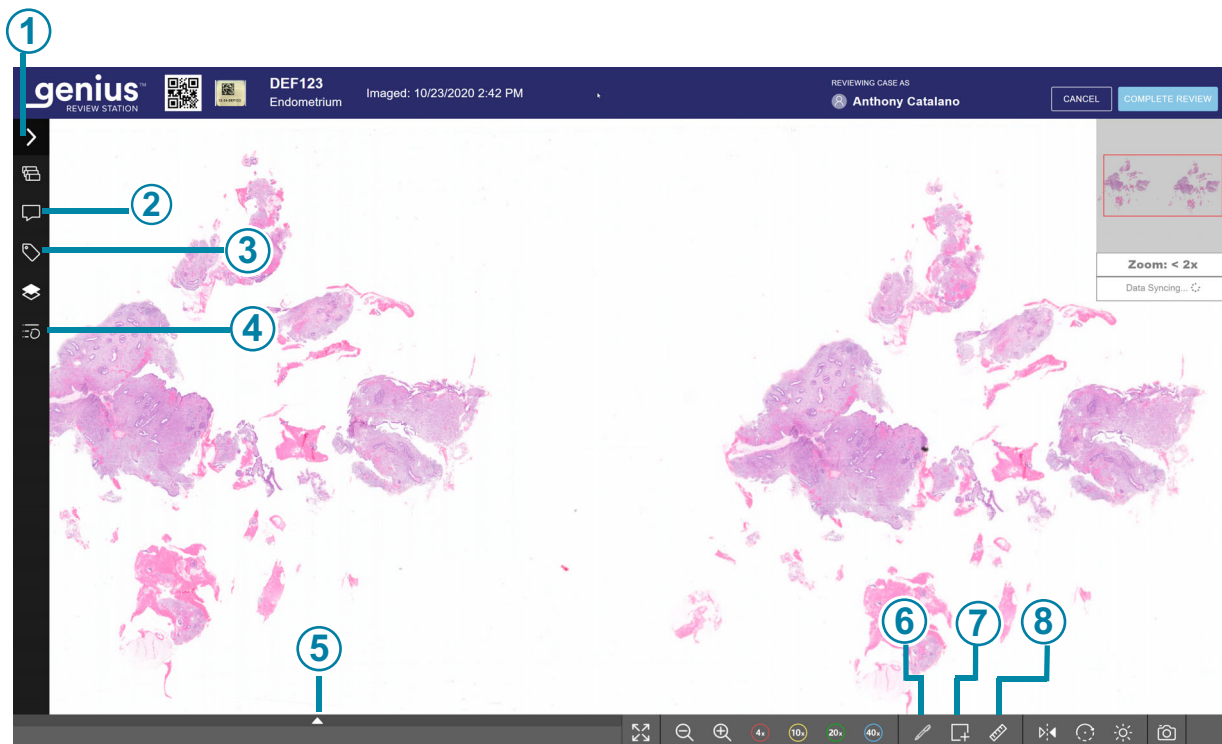 1
genius™
REVIEW STATION
DEF123
Endometrium
Imaged: 10/23/2020 2:42 PM
REVIEWING CASE AS
Anthony Catalano
CANCEL
COMPLETE REVIEW
2
3
4
Zoom: < 2x
Data Syncing...
5
6
7
8
4x
10x
20x
40x